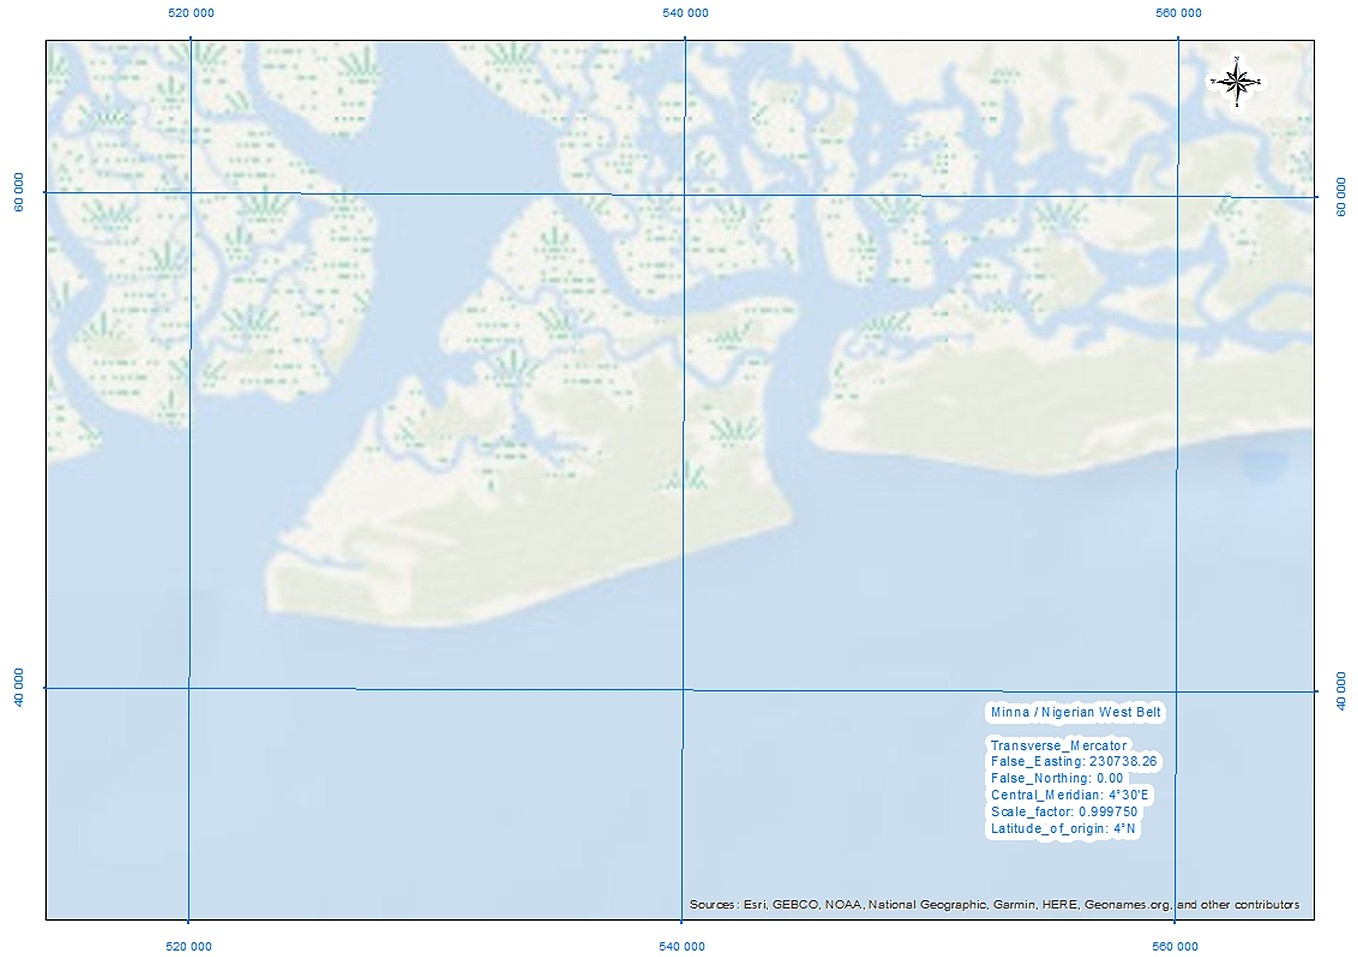 520 000
540 000
560 000
60 000
60 000
40 000
40 000
Minna / Nigerian West Belt
Transverse_Mercator
False_Easting: 230738.26
False_Northing: 0.00
Central_Meridian: 4°30'E
Scale_factor: 0.999750
Latitude_of_origin: 4°N
Sources: Esri, GEBCO, NOAA, National Geographic, Garmin, HERE, Geonames.org, and other contributors
520 000
540 000
560 000